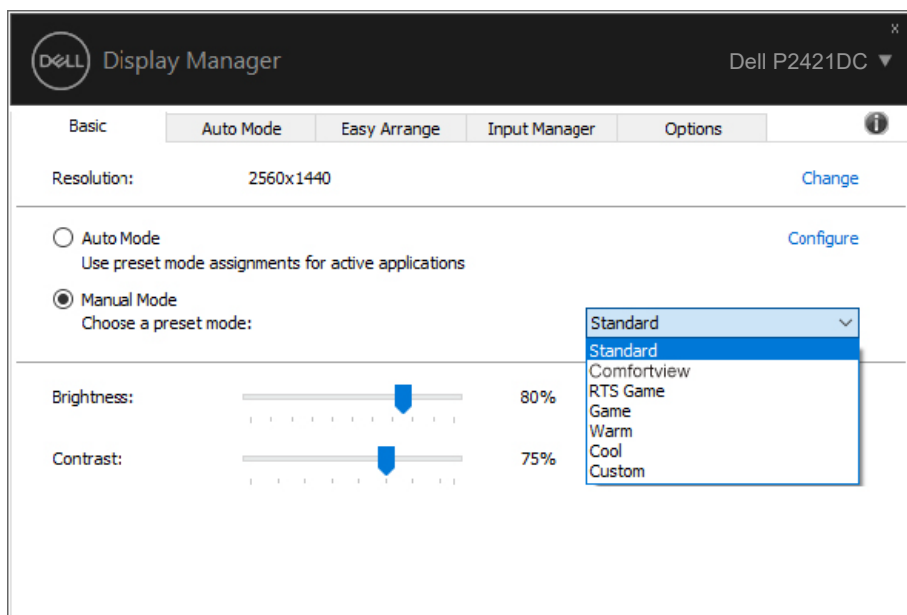 x
DELL Display Manager
Dell P2421DC ▼
Basic Auto Mode Easy Arrange Input Manager Options i
Resolution: 2560x1440 Change
Auto Mode Configure
Use preset mode assignments for active applications
Manual Mode
Choose a preset mode: Standard
Standard
Comfortview
RTS Game
Game
Warm
Cool
Custom
Brightness: 80%
Contrast: 75%